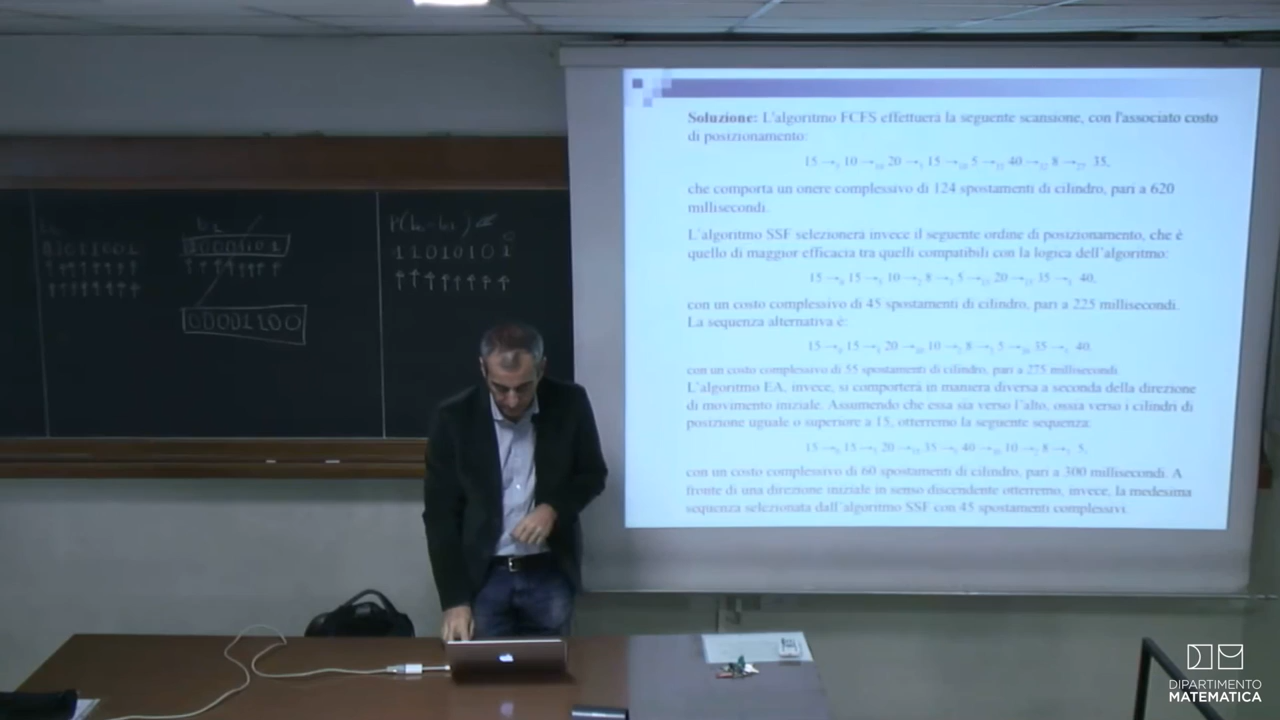 01011001
b2
00001101
00001100
P(b0-b1)
11010101
Soluzione: L'algoritmo FCFS effettuerà la seguente scansione, con l'associato costo
di posizionamento:
15 →5 10 →10 20 →5 15 →10 5 →35 40 →32 8 →27 35,
che comporta un onere complessivo di 124 spostamenti di cilindro, pari a 620
millisecondi.
L'algoritmo SSF selezionerà invece il seguente ordine di posizionamento, che è
quello di maggior efficacia tra quelli compatibili con la logica dell'algoritmo:
15 →0 15 →5 10 →2 8 →3 5 →15 20 →15 35 →5 40,
con un costo complessivo di 45 spostamenti di cilindro, pari a 225 millisecondi.
La sequenza alternativa è:
15 →0 15 →5 20 →10 10 →2 8 →3 5 →30 35 →5 40,
con un costo complessivo di 55 spostamenti di cilindro, pari a 275 millisecondi.
L'algoritmo EA, invece, si comporterà in maniera diversa a seconda della direzione
di movimento iniziale. Assumendo che essa sia verso l'alto, ossia verso i cilindri di
posizione uguale o superiore a 15, otterremo la seguente sequenza:
15 →0 15 →5 20 →15 35 →5 40 →30 10 →2 8 →3 5,
con un costo complessivo di 60 spostamenti di cilindro, pari a 300 millisecondi. A
fronte di una direzione iniziale in senso discendente otterremo, invece, la medesima
sequenza selezionata dall'algoritmo SSF con 45 spostamenti complessivi.
DIPARTIMENTO
MATEMATICA